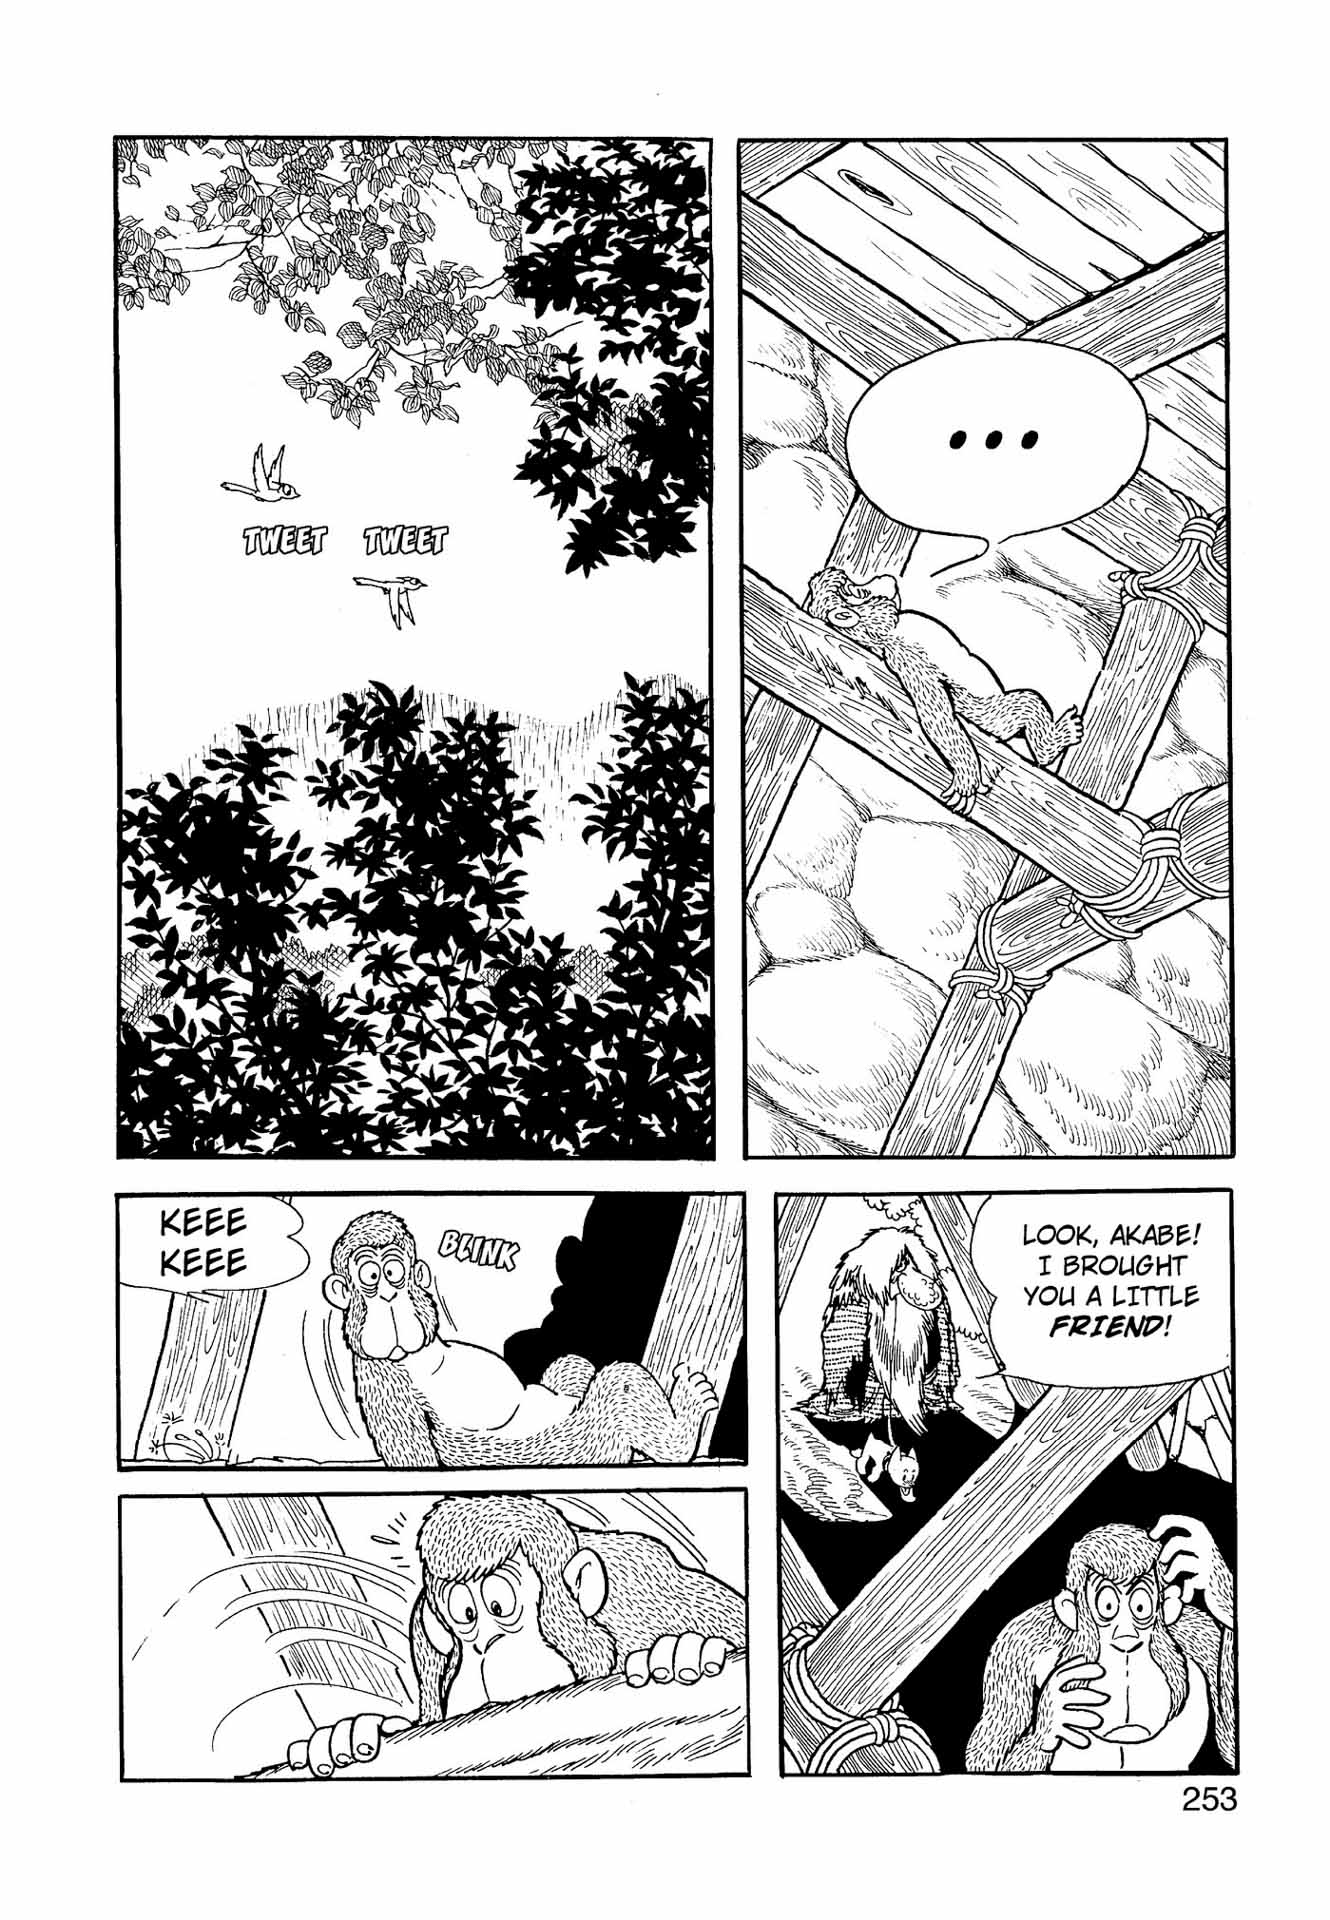 TWEET TWEET
...
KEEE
KEEE
BLINK
LOOK, AKABE!
I BROUGHT
YOU A LITTLE
FRIEND!
253